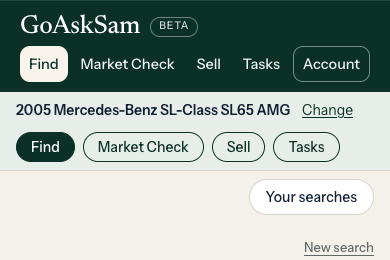 GoAskSam BETA
Find Market Check Sell Tasks Account
2005 Mercedes-Benz SL-Class SL65 AMG Change
Find Market Check Sell Tasks
Your searches
New search